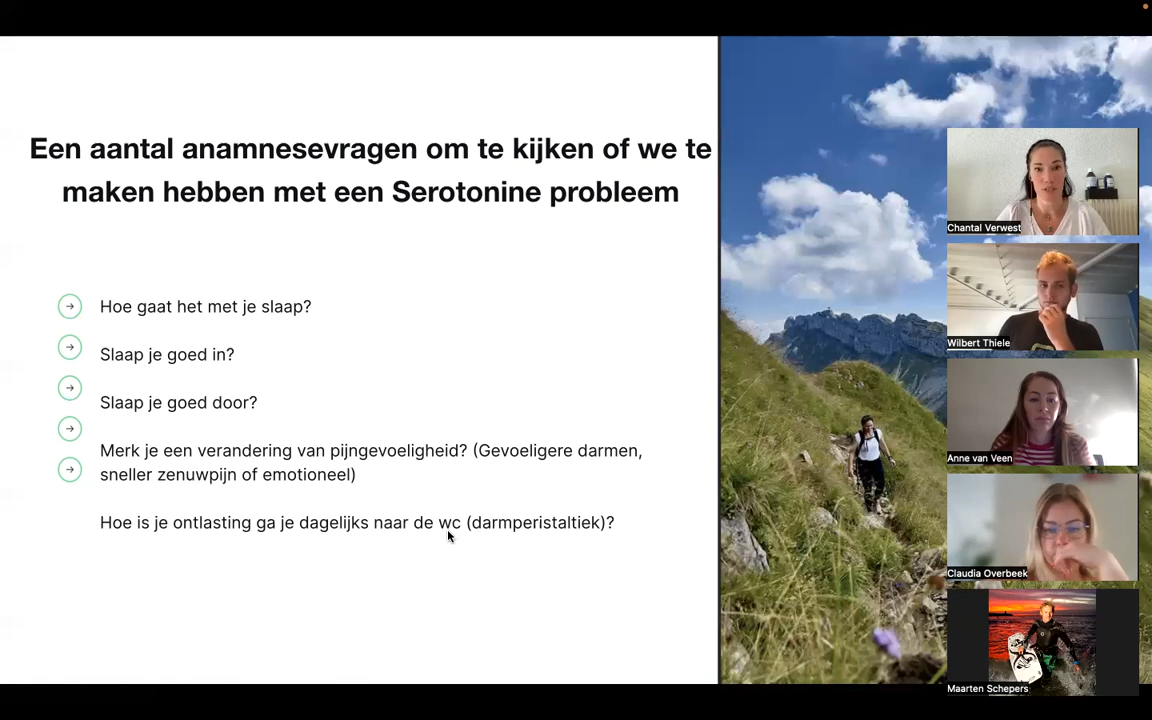 Een aantal anamnesevragen om te kijken of we te
maken hebben met een Serotonine probleem
Hoe gaat het met je slaap?
Slaap je goed in?
Slaap je goed door?
Merk je een verandering van pijngevoeligheid? (Gevoeligere darmen,
sneller zenuwpijn of emotioneel)
Hoe is je ontlasting ga je dagelijks naar de wc (darmperistaltiek)?
Chantal Verwest
Wilbert Thiele
Anne van Veen
Claudia Overbeek
Maarten Schepers